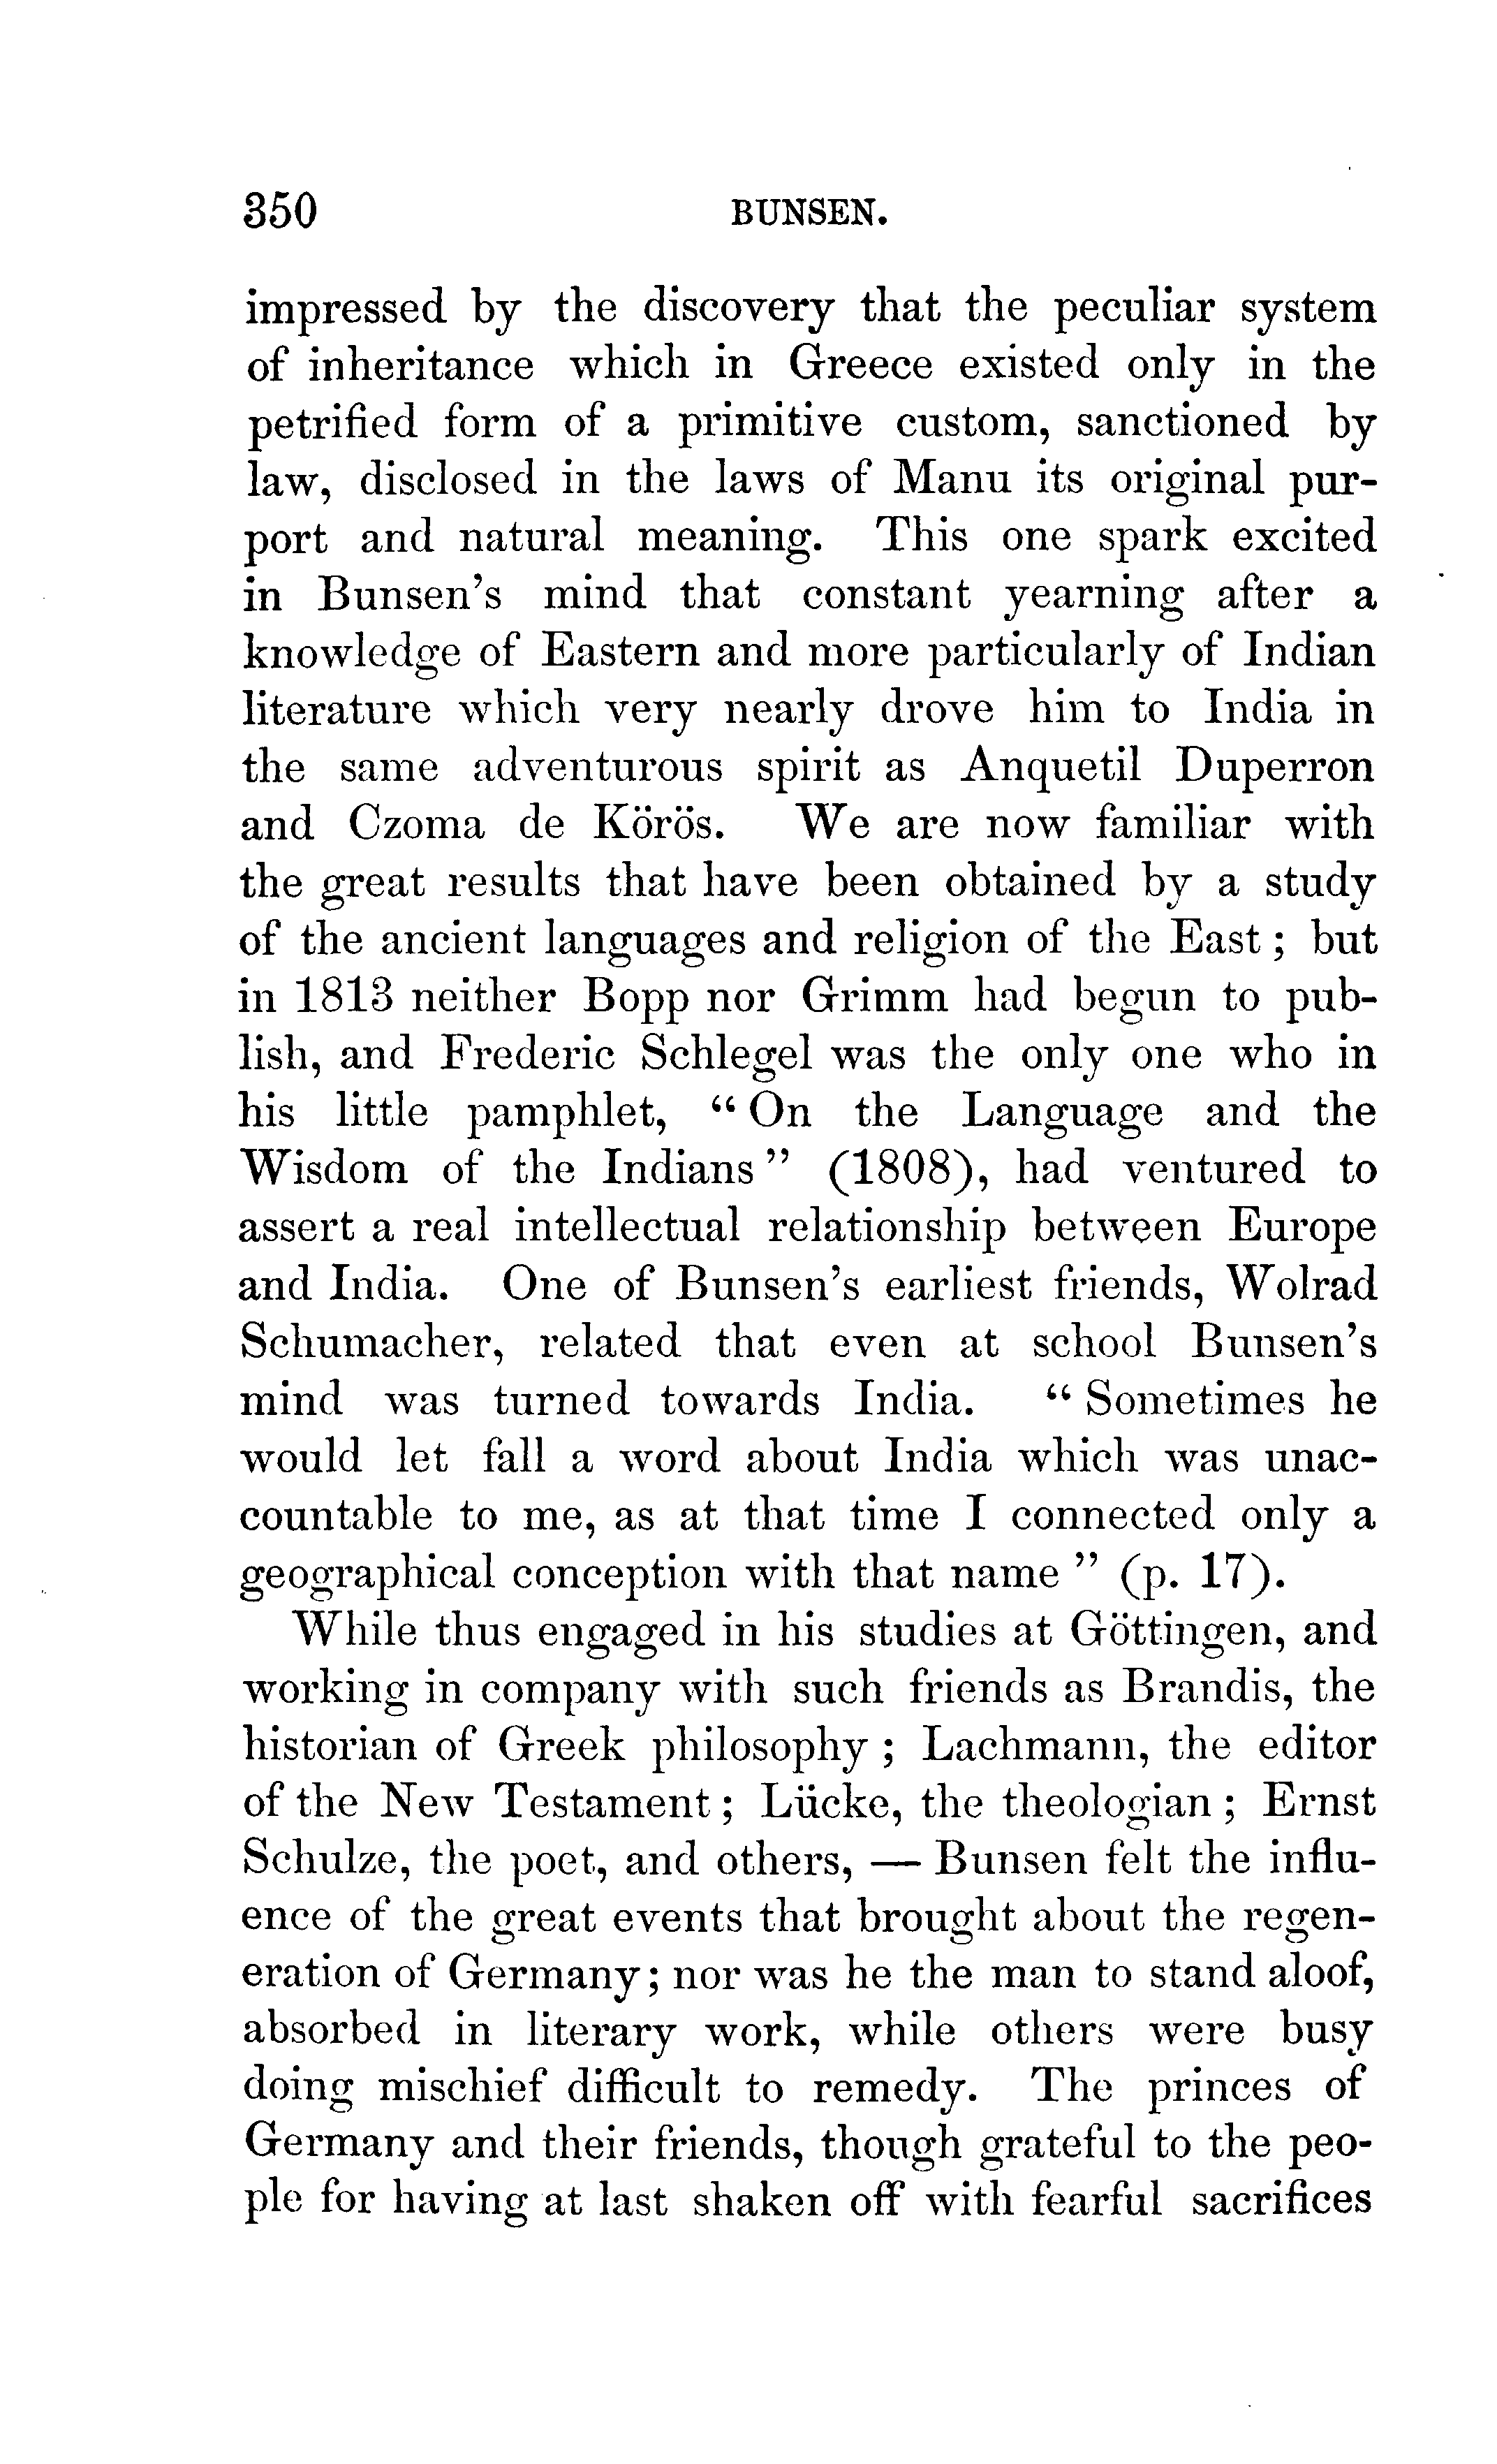 350 BUNSEN.
impressed by the discovery that the peculiar system
of inheritance which in Greece existed only in the
petrified form of a primitive custom, sanctioned by
law, disclosed in the laws of Manu its original pur-
port and natural meaning. This one spark excited
in Bunsen's mind that constant yearning after a
knowledge of Eastern and more particularly of Indian
literature which very nearly drove him to India in
the same adventurous spirit as Anquetil Duperron
and Czoma de Körös. We are now familiar with
the great results that have been obtained by a study
of the ancient languages and religion of the East ; but
in 1813 neither Bopp nor Grimm had begun to pub-
lish, and Frederic Schlegel was the only one who in
his little pamphlet, “ On the Language and the
Wisdom of the Indians ” (1808), had ventured to
assert a real intellectual relationship between Europe
and India. One of Bunsen's earliest friends, Wolrad
Schumacher, related that even at school Bunsen's
mind was turned towards India. “ Sometimes he
would let fall a word about India which was unac-
countable to me, as at that time I connected only a
geographical conception with that name ” (p. 17).
While thus engaged in his studies at Göttingen, and
working in company with such friends as Brandis, the
historian of Greek philosophy ; Lachmann, the editor
of the New Testament ; Lücke, the theologian ; Ernst
Schulze, the poet, and others, — Bunsen felt the influ-
ence of the great events that brought about the regen-
eration of Germany ; nor was he the man to stand aloof,
absorbed in literary work, while others were busy
doing mischief difficult to remedy. The princes of
Germany and their friends, though grateful to the peo-
ple for having at last shaken off with fearful sacrifices